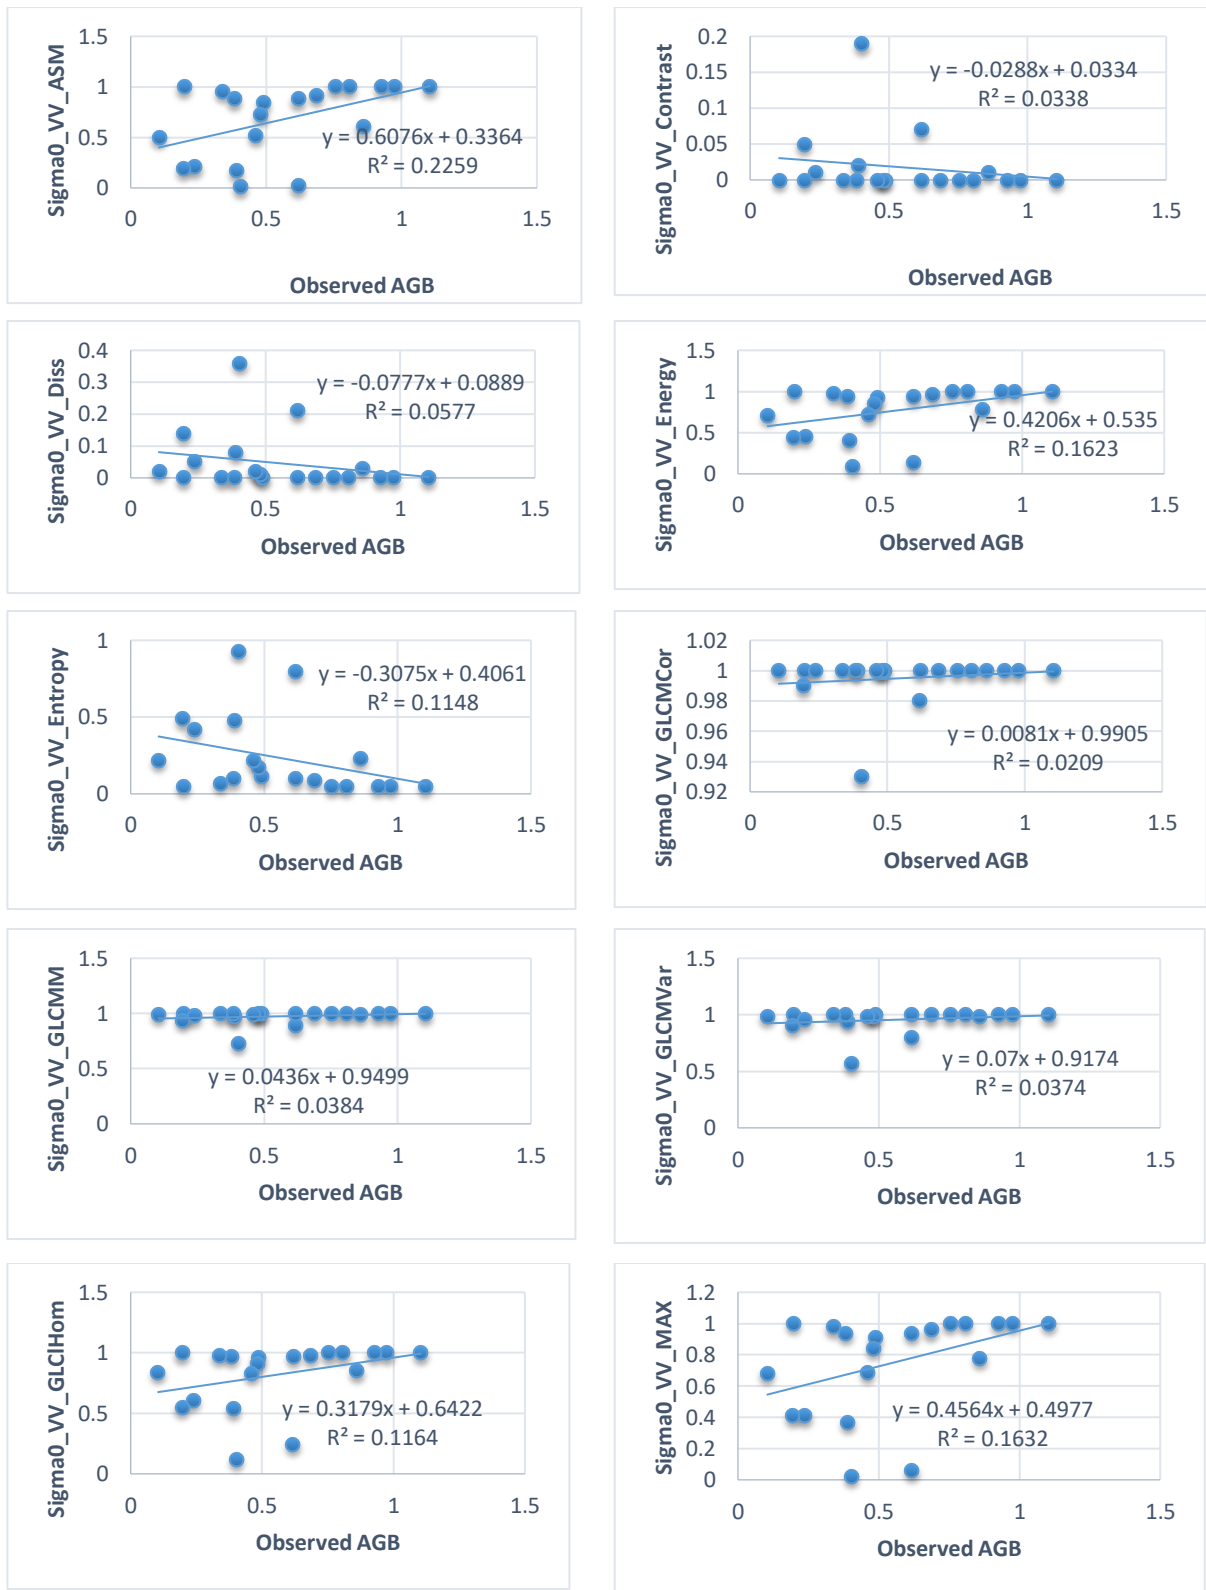 Sigma0_VV_ASM
1.5
1
0.5
0
0 0.5 1 1.5
y = 0.6076x + 0.3364
R² = 0.2259
Observed AGB
Sigma0_VV_Contrast
0.2
0.15
0.1
0.05
0
0 0.5 1 1.5
y = -0.0288x + 0.0334
R² = 0.0338
Observed AGB
Sigma0_VV_Diss
0.4
0.3
0.2
0.1
0
0 0.5 1 1.5
y = -0.0777x + 0.0889
R² = 0.0577
Observed AGB
Sigma0_VV_Energy
1.5
1
0.5
0
0 0.5 1 1.5
y = 0.4206x + 0.535
R² = 0.1623
Observed AGB
Sigma0_VV_Entropy
1
0.5
0
0 0.5 1 1.5
y = -0.3075x + 0.4061
R² = 0.1148
Observed AGB
Sigma0_VV_GLCMCor
1.02
1
0.98
0.96
0.94
0.92
0 0.5 1 1.5
y = 0.0081x + 0.9905
R² = 0.0209
Observed AGB
Sigma0_VV_GLCMM
1.5
1
0.5
0
0 0.5 1 1.5
y = 0.0436x + 0.9499
R² = 0.0384
Observed AGB
Sigma0_VV_GLCMVar
1.5
1
0.5
0
0 0.5 1 1.5
y = 0.07x + 0.9174
R² = 0.0374
Observed AGB
Sigma0_VV_GLClHom
1.5
1
0.5
0
0 0.5 1 1.5
y = 0.3179x + 0.6422
R² = 0.1164
Observed AGB
Sigma0_VV_MAX
1.2
1
0.8
0.6
0.4
0.2
0
0 0.5 1 1.5
y = 0.4564x + 0.4977
R² = 0.1632
Observed AGB